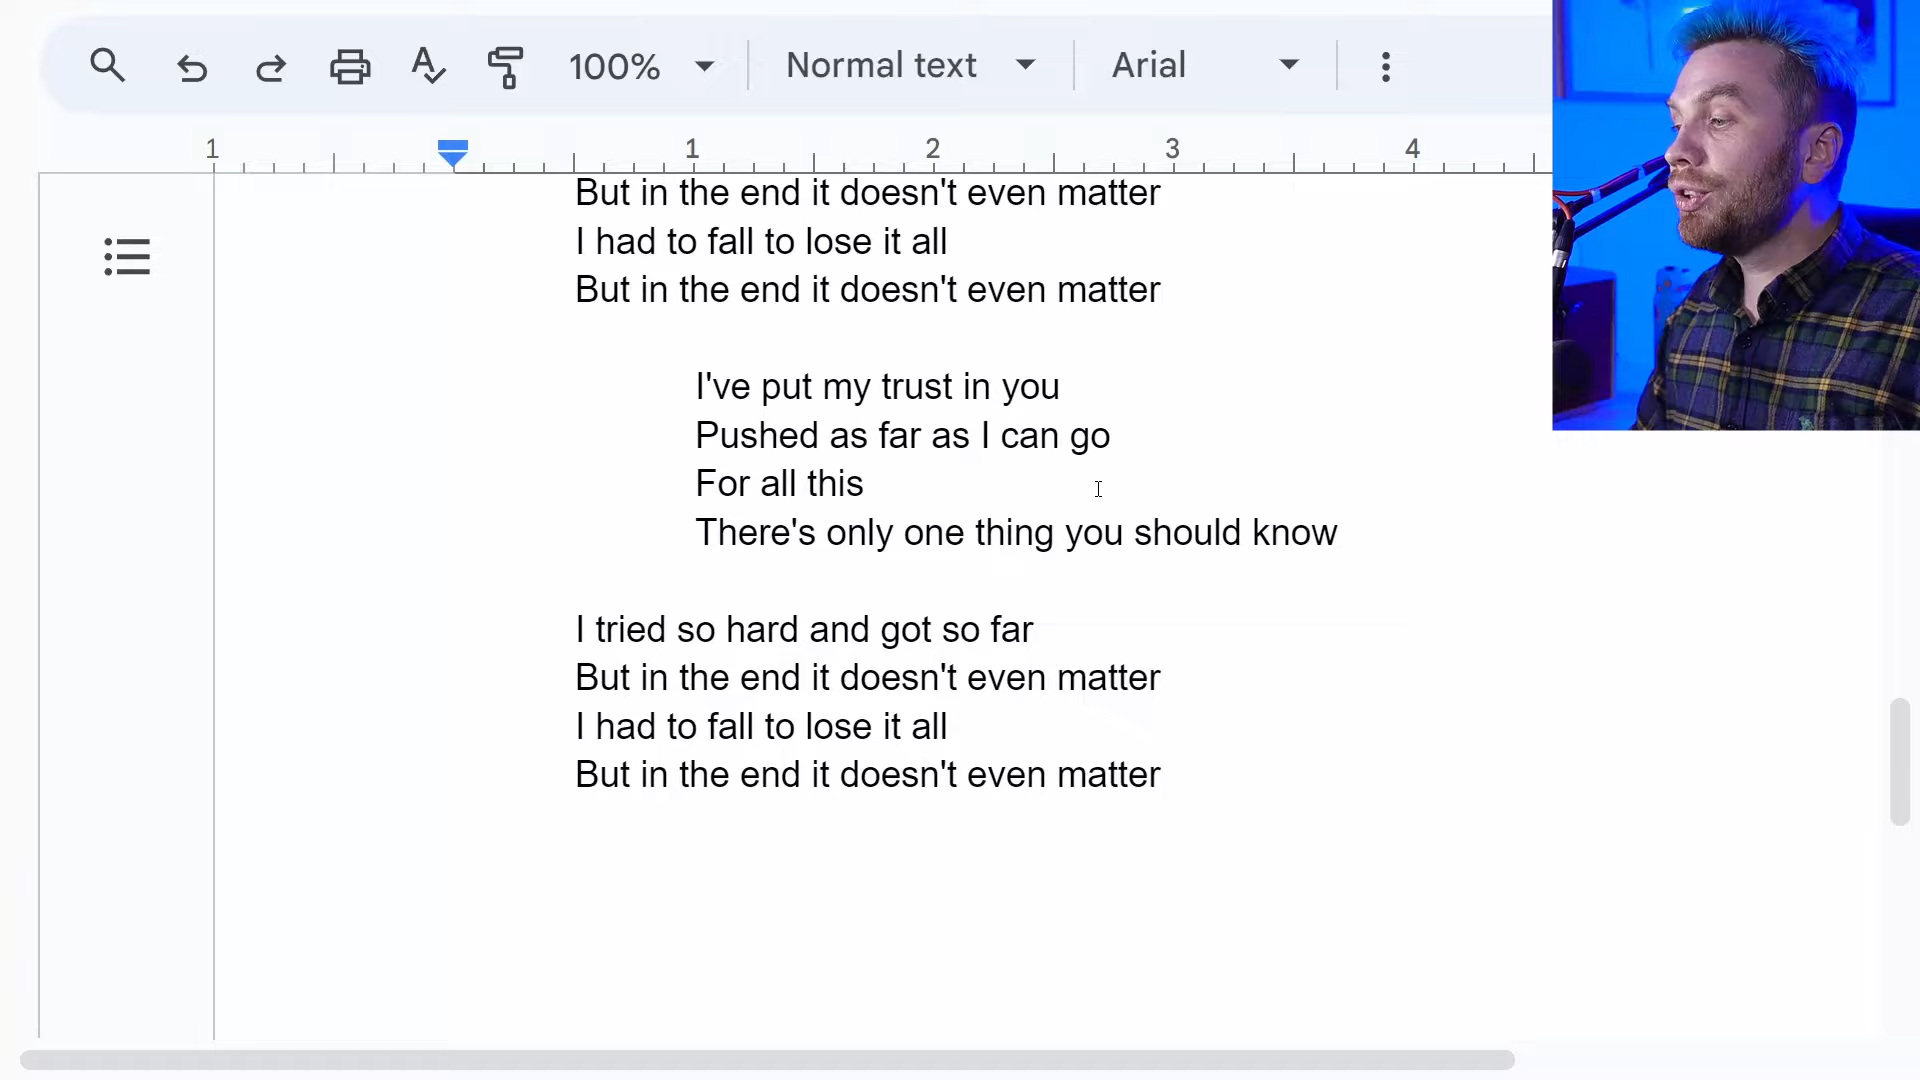 100% Normal text Arial
1 1 2 3 4
But in the end it doesn't even matter
I had to fall to lose it all
But in the end it doesn't even matter
I've put my trust in you
Pushed as far as I can go
For all this
There's only one thing you should know
I tried so hard and got so far
But in the end it doesn't even matter
I had to fall to lose it all
But in the end it doesn't even matter